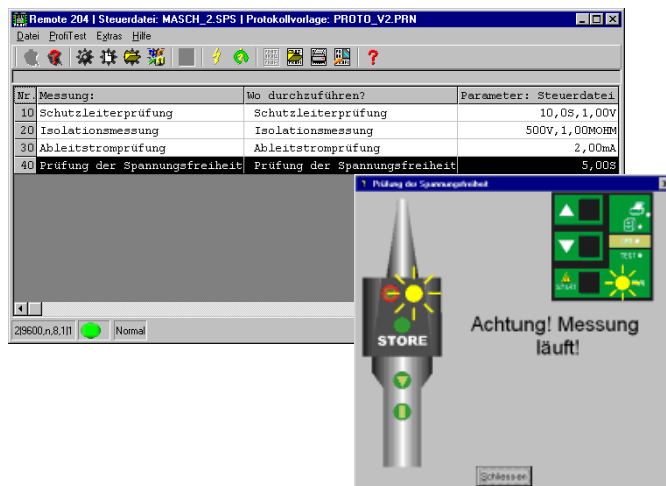 Remote 204 | Steuerdatei: MASCH_2.SPS | Protokollvorlage: PROTO_V2.PRN
Datei ProfiTest Extras Hilfe
Nr. Messung: Wo durchzuführen? Parameter: Steuerdatei
10 Schutzleiterprüfung Schutzleiterprüfung 10,0S,1,00V
20 Isolationsmessung Isolationsmessung 500V,1,00MOHM
30 Ableitstromprüfung Ableitstromprüfung 2,00mA
40 Prüfung der Spannungsfreiheit Prüfung der Spannungsfreiheit 5,00S
Prüfung der Spannungsfreiheit
TEST
START
Achtung! Messung
läuft!
STORE
2|9600,n,8,1|1 Normal
Schliessen